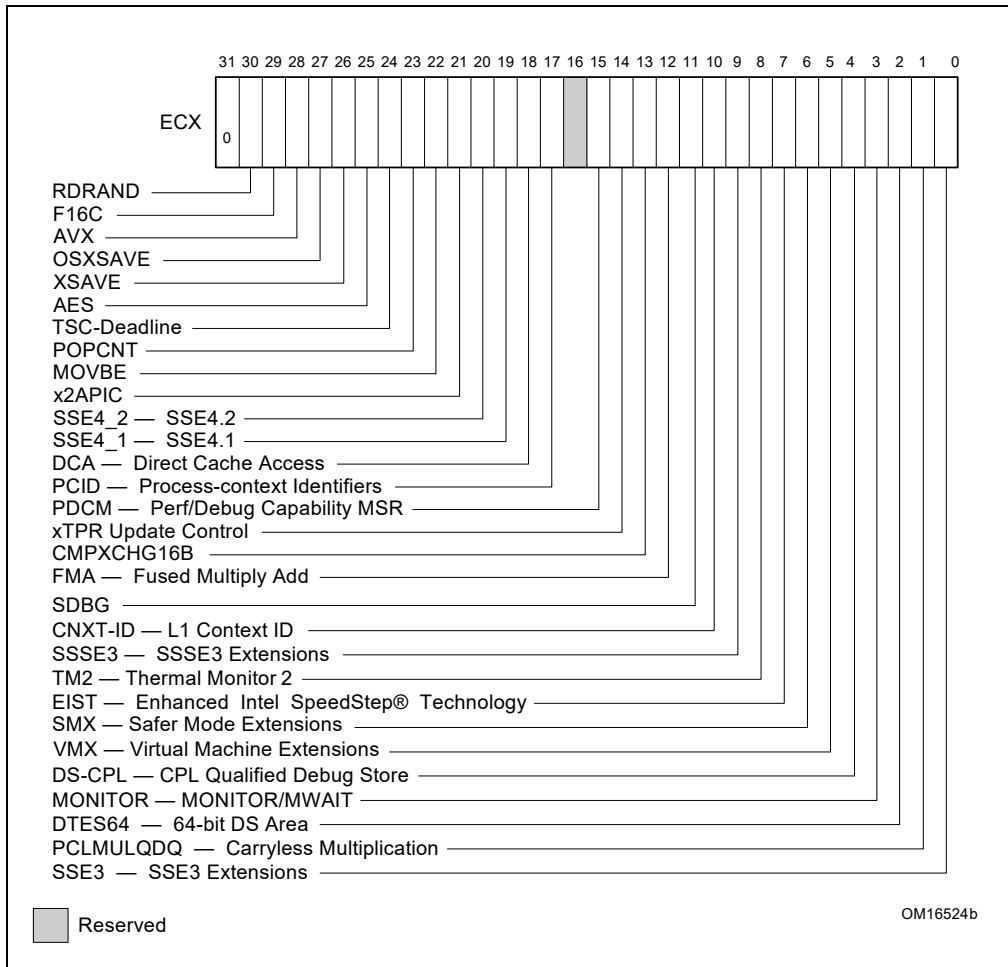 31 30 29 28 27 26 25 24 23 22 21 20 19 18 17 16 15 14 13 12 11 10 9 8 7 6 5 4 3 2 1 0
ECX
0
RDRAND
F16C
AVX
OSXSAVE
XSAVE
AES
TSC-Deadline
POPCNT
MOVBE
x2APIC
SSE4_2 — SSE4.2
SSE4_1 — SSE4.1
DCA — Direct Cache Access
PCID — Process-context Identifiers
PDCM — Perf/Debug Capability MSR
xTPR Update Control
CMPXCHG16B
FMA — Fused Multiply Add
SDBG
CNXT-ID — L1 Context ID
SSSE3 — SSSE3 Extensions
TM2 — Thermal Monitor 2
EIST — Enhanced Intel SpeedStep® Technology
SMX — Safer Mode Extensions
VMX — Virtual Machine Extensions
DS-CPL — CPL Qualified Debug Store
MONITOR — MONITOR/MWAIT
DTES64 — 64-bit DS Area
PCLMULQDQ — Carryless Multiplication
SSE3 — SSE3 Extensions
Reserved
OM16524b